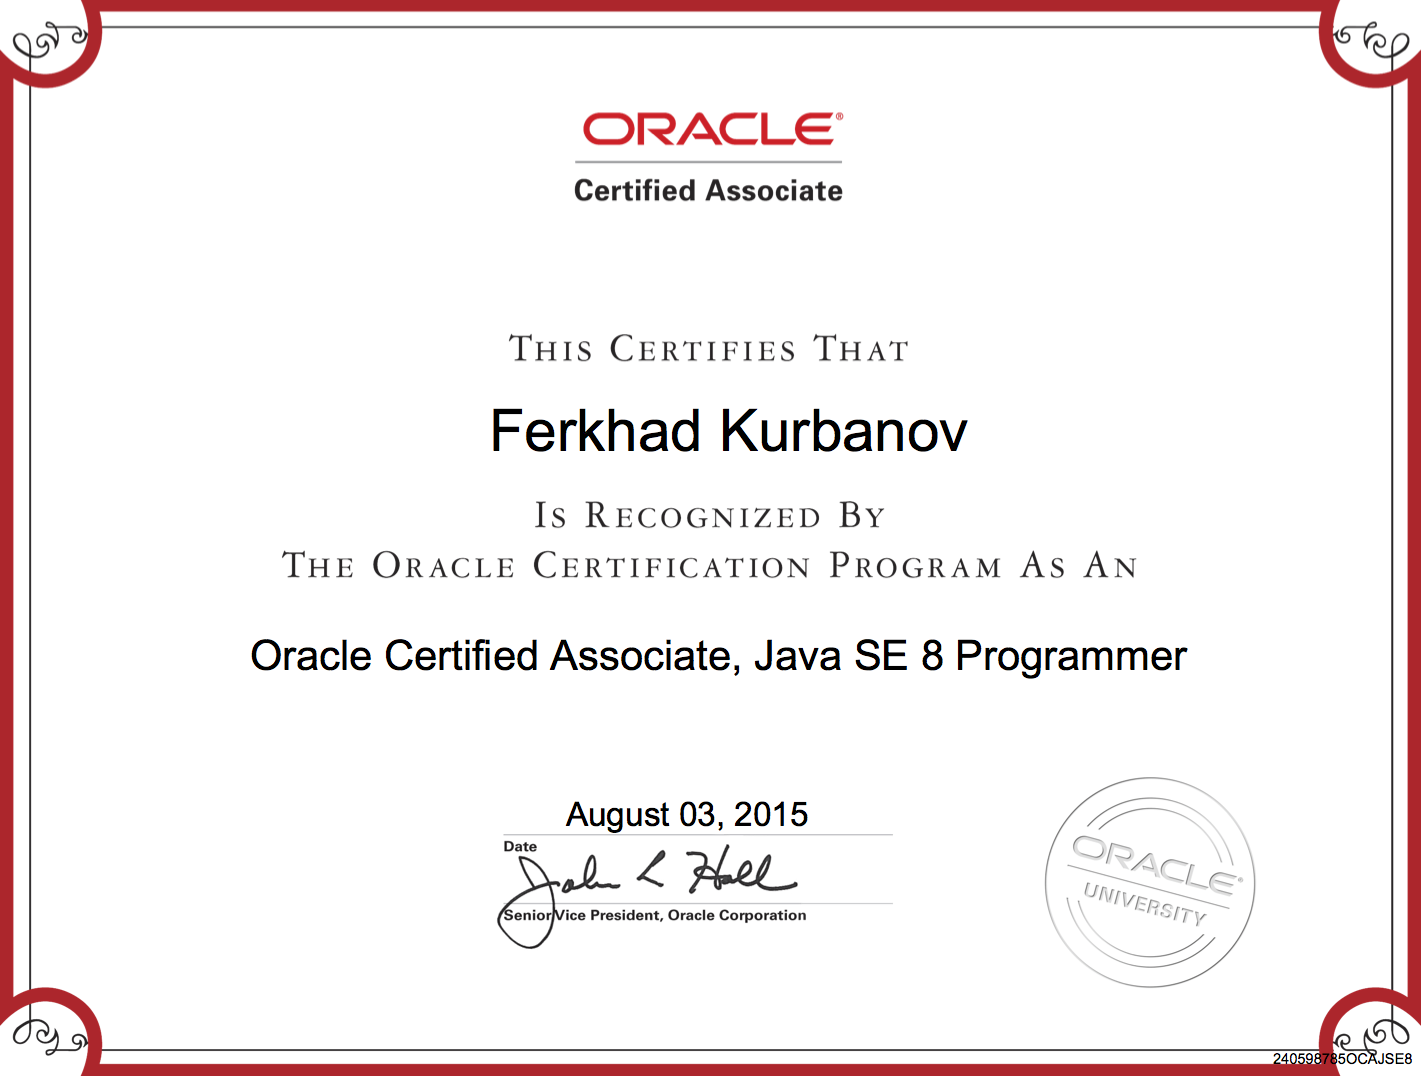 ORACLE®
Certified Associate
THIS CERTIFIES THAT
Ferkhad Kurbanov
IS RECOGNIZED BY
THE ORACLE CERTIFICATION PROGRAM AS AN
Oracle Certified Associate, Java SE 8 Programmer
August 03, 2015
Date
John L Hall
Senior Vice President, Oracle Corporation
ORACLE
UNIVERSITY
240598785OCAJSE8